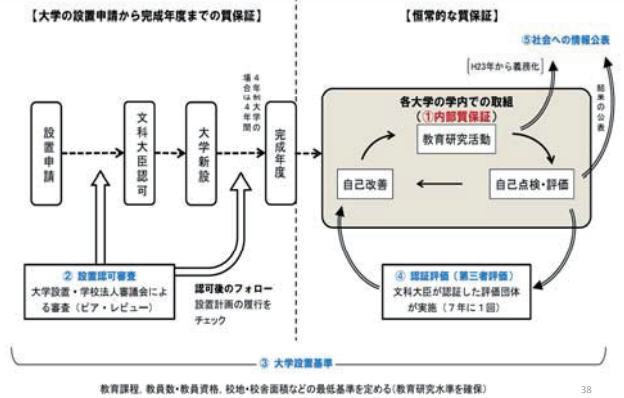 【大学の設置申請から完成年度までの質保証】
【恒常的な質保証】
⑤社会への情報公表
[H23年から義務化]
結果の公表
4年制大学の
場合は4年間
各大学の学内での取組
(①内部質保証)
教育研究活動
自己点検・評価
自己改善
設置申請
文科大臣認可
大学新設
完成年度
② 設置認可審査
大学設置・学校法人審議会によ
る審査（ピア・レビュー）
認可後のフォロー
設置計画の履行を
チェック
④ 認証評価（第三者評価）
文科大臣が認証した評価団体
が実施（7年に1回）
③ 大学設置基準
教育課程, 教員数・教員資格, 校地・校舎面積などの最低基準を定める(教育研究水準を確保)
38